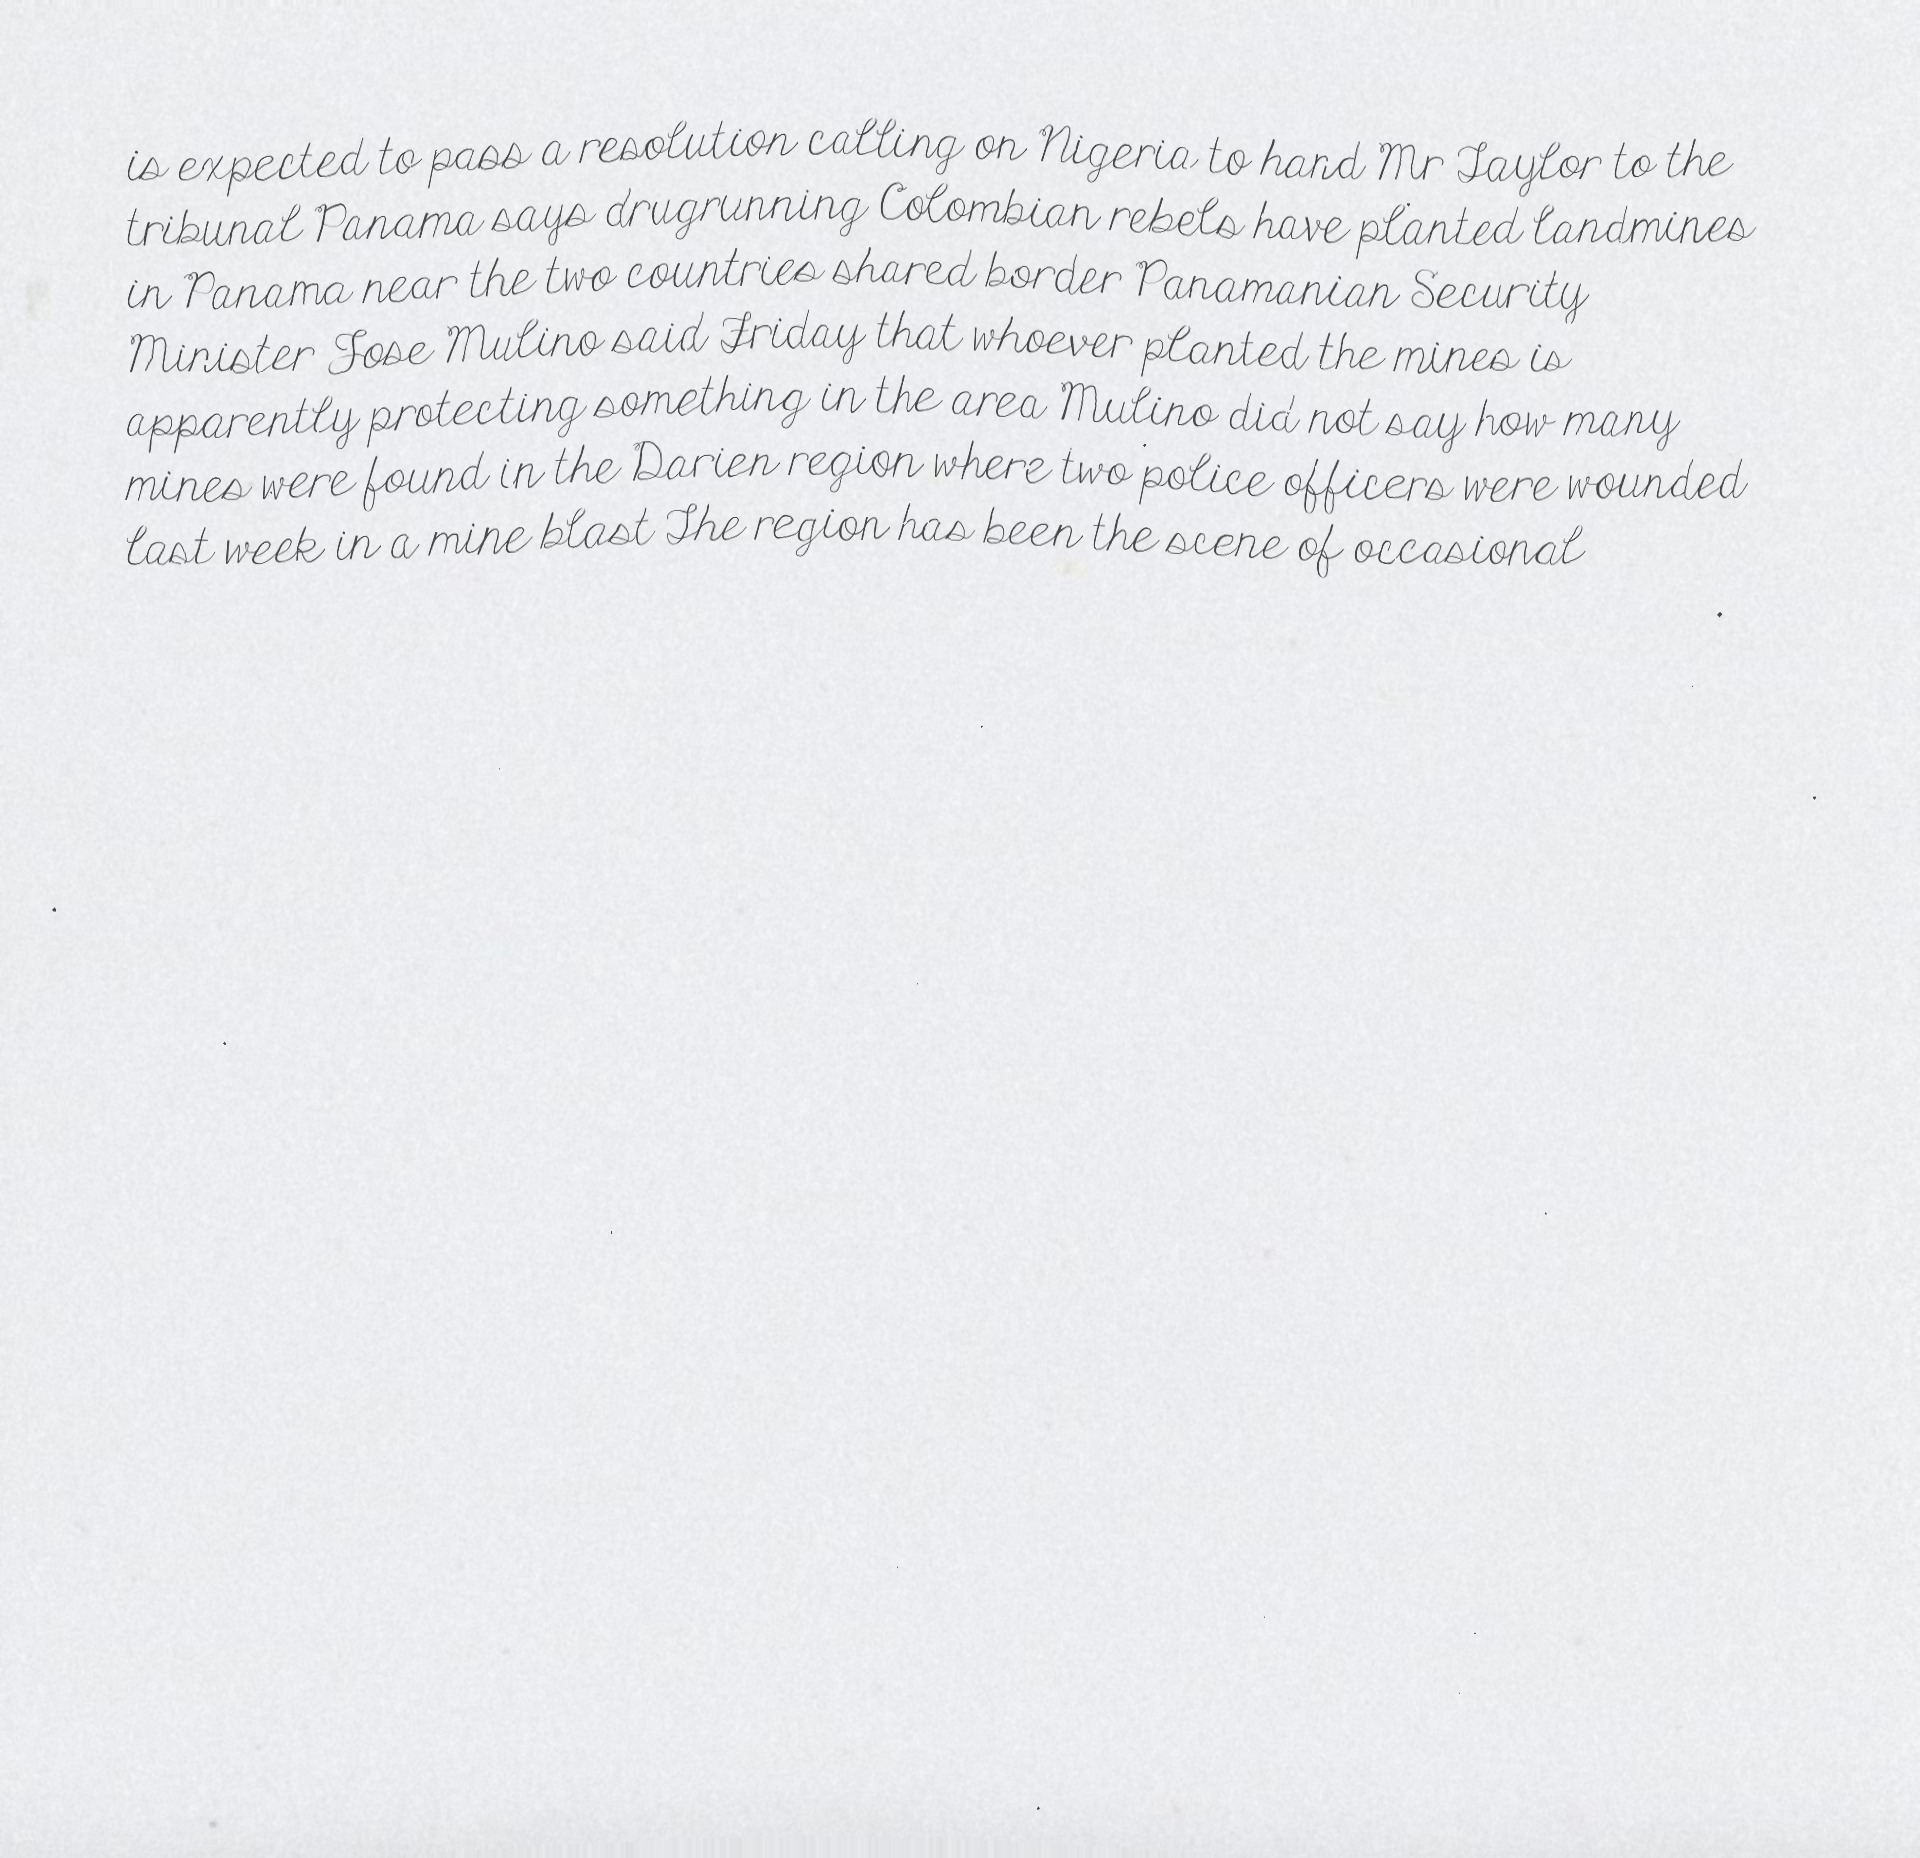 is expected to pass a resolution calling on Nigeria to hand Mr Taylor to the
tribunal Panama says drugrunning Colombian rebels have planted landmines
in Panama near the two countries shared border Panamanian Security
Minister Jose Mulino said Friday that whoever planted the mines is
apparently protecting something in the area Mulino did not say how many
mines were found in the Darien region where two police officers were wounded
last week in a mine blast The region has been the scene of occasional